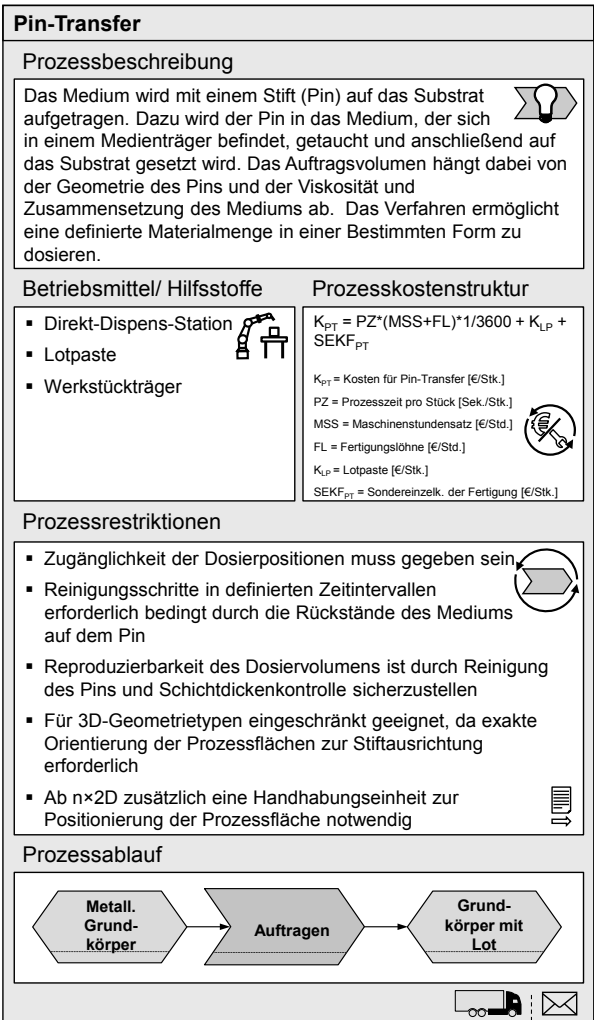 Pin-Transfer
Prozessbeschreibung
Das Medium wird mit einem Stift (Pin) auf das Substrat
aufgetragen. Dazu wird der Pin in das Medium, der sich
in einem Medienträger befindet, getaucht und anschließend auf
das Substrat gesetzt wird. Das Auftragsvolumen hängt dabei von
der Geometrie des Pins und der Viskosität und
Zusammensetzung des Mediums ab. Das Verfahren ermöglicht
eine definierte Materialmenge in einer Bestimmten Form zu
dosieren.
Betriebsmittel/ Hilfsstoffe
▪ Direkt-Dispens-Station
▪ Lotpaste
▪ Werkstückträger
Prozesskostenstruktur
K_PT = PZ*(MSS+FL)*1/3600 + K_LP +
SEKF_PT
K_PT = Kosten für Pin-Transfer [€/Stk.]
PZ = Prozesszeit pro Stück [Sek./Stk.]
MSS = Maschinenstundensatz [€/Std.]
FL = Fertigungslöhne [€/Std.]
K_LP = Lotpaste [€/Stk.]
SEKF_PT = Sondereinzelk. der Fertigung [€/Stk.]
Prozessrestriktionen
▪ Zugänglichkeit der Dosierpositionen muss gegeben sein
▪ Reinigungsschritte in definierten Zeitintervallen
erforderlich bedingt durch die Rückstände des Mediums
auf dem Pin
▪ Reproduzierbarkeit des Dosiervolumens ist durch Reinigung
des Pins und Schichtdickenkontrolle sicherzustellen
▪ Für 3D-Geometrietypen eingeschränkt geeignet, da exakte
Orientierung der Prozessflächen zur Stiftausrichtung
erforderlich
▪ Ab n×2D zusätzlich eine Handhabungseinheit zur
Positionierung der Prozessfläche notwendig
Prozessablauf
Metall.
Grund-
körper
Auftragen
Grund-
körper mit
Lot